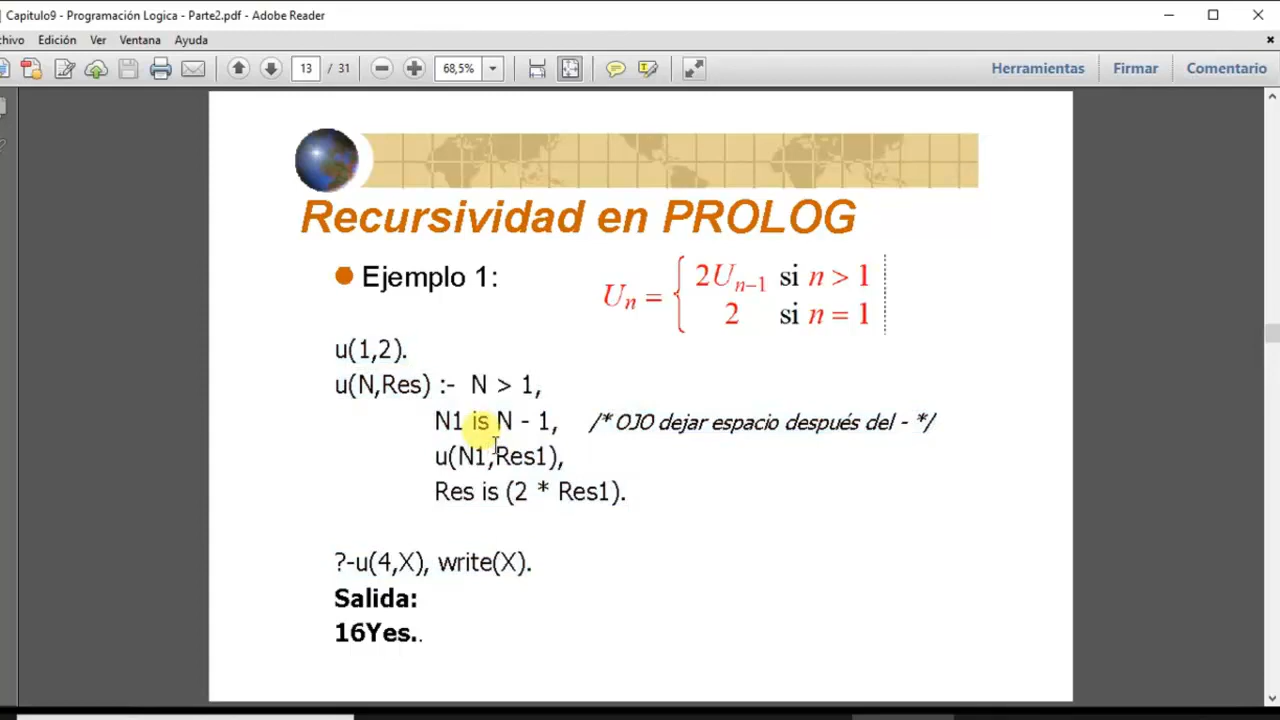 Capitulo9 - Programación Logica - Parte2.pdf - Adobe Reader
chivo Edición Ver Ventana Ayuda
13 / 31 68,5% Herramientas Firmar Comentario
Recursividad en PROLOG
Ejemplo 1:
Uₙ = { 2Uₙ₋₁ si n > 1
2 si n = 1
u(1,2).
u(N,Res) :- N > 1,
N1 is N - 1, /* OJO dejar espacio después del - */
u(N1,Res1),
Res is (2 * Res1).
?-u(4,X), write(X).
Salida:
16Yes..